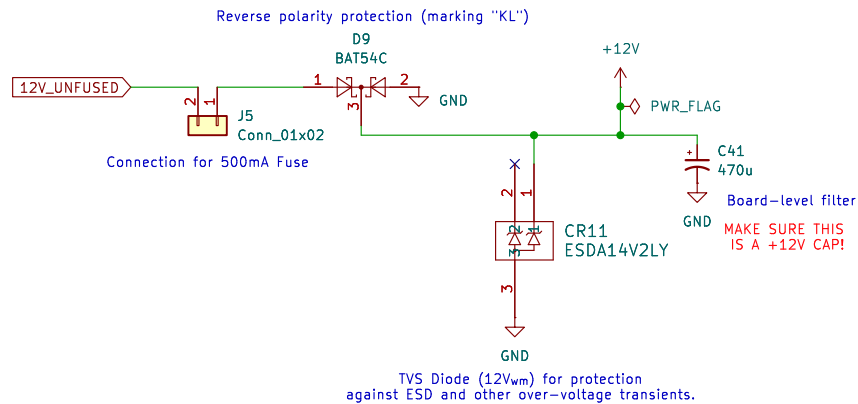 Reverse polarity protection (marking "KL")
D9
BAT54C
+12V
12V_UNFUSED
1
2
GND
2
1
3
PWR_FLAG
J5
Conn_01x02
C41
470u
Connection for 500mA Fuse
2
1
GND
Board-level filter
MAKE SURE THIS
IS A +12V CAP!
2
1
3
CR11
ESDA14V2LY
3
GND
TVS Diode (12Vwm) for protection
against ESD and other over-voltage transients.